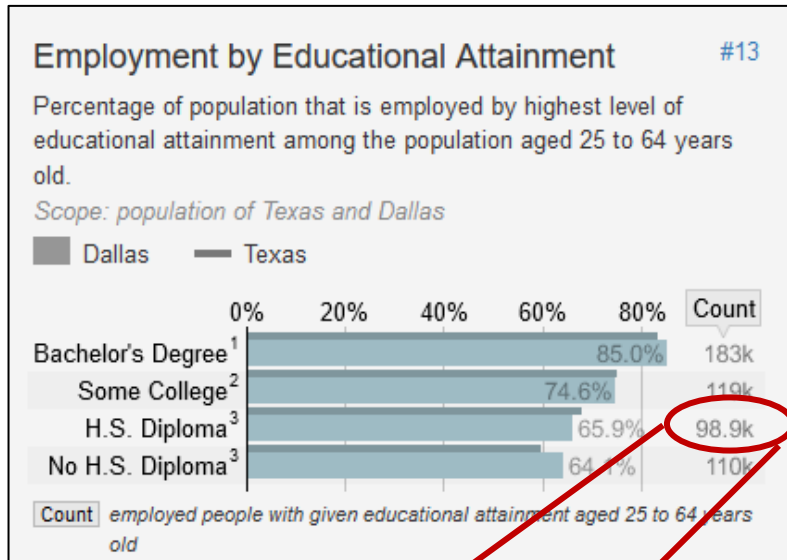 Employment by Educational Attainment #13
Percentage of population that is employed by highest level of
educational attainment among the population aged 25 to 64 years
old.
Scope: population of Texas and Dallas
Dallas Texas
0% 20% 40% 60% 80% Count
Bachelor's Degree¹ 85.0% 183k
Some College² 74.6% 119k
H.S. Diploma³ 65.9% 98.9k
No H.S. Diploma³ 64.1% 110k
Count employed people with given educational attainment aged 25 to 64 years
old